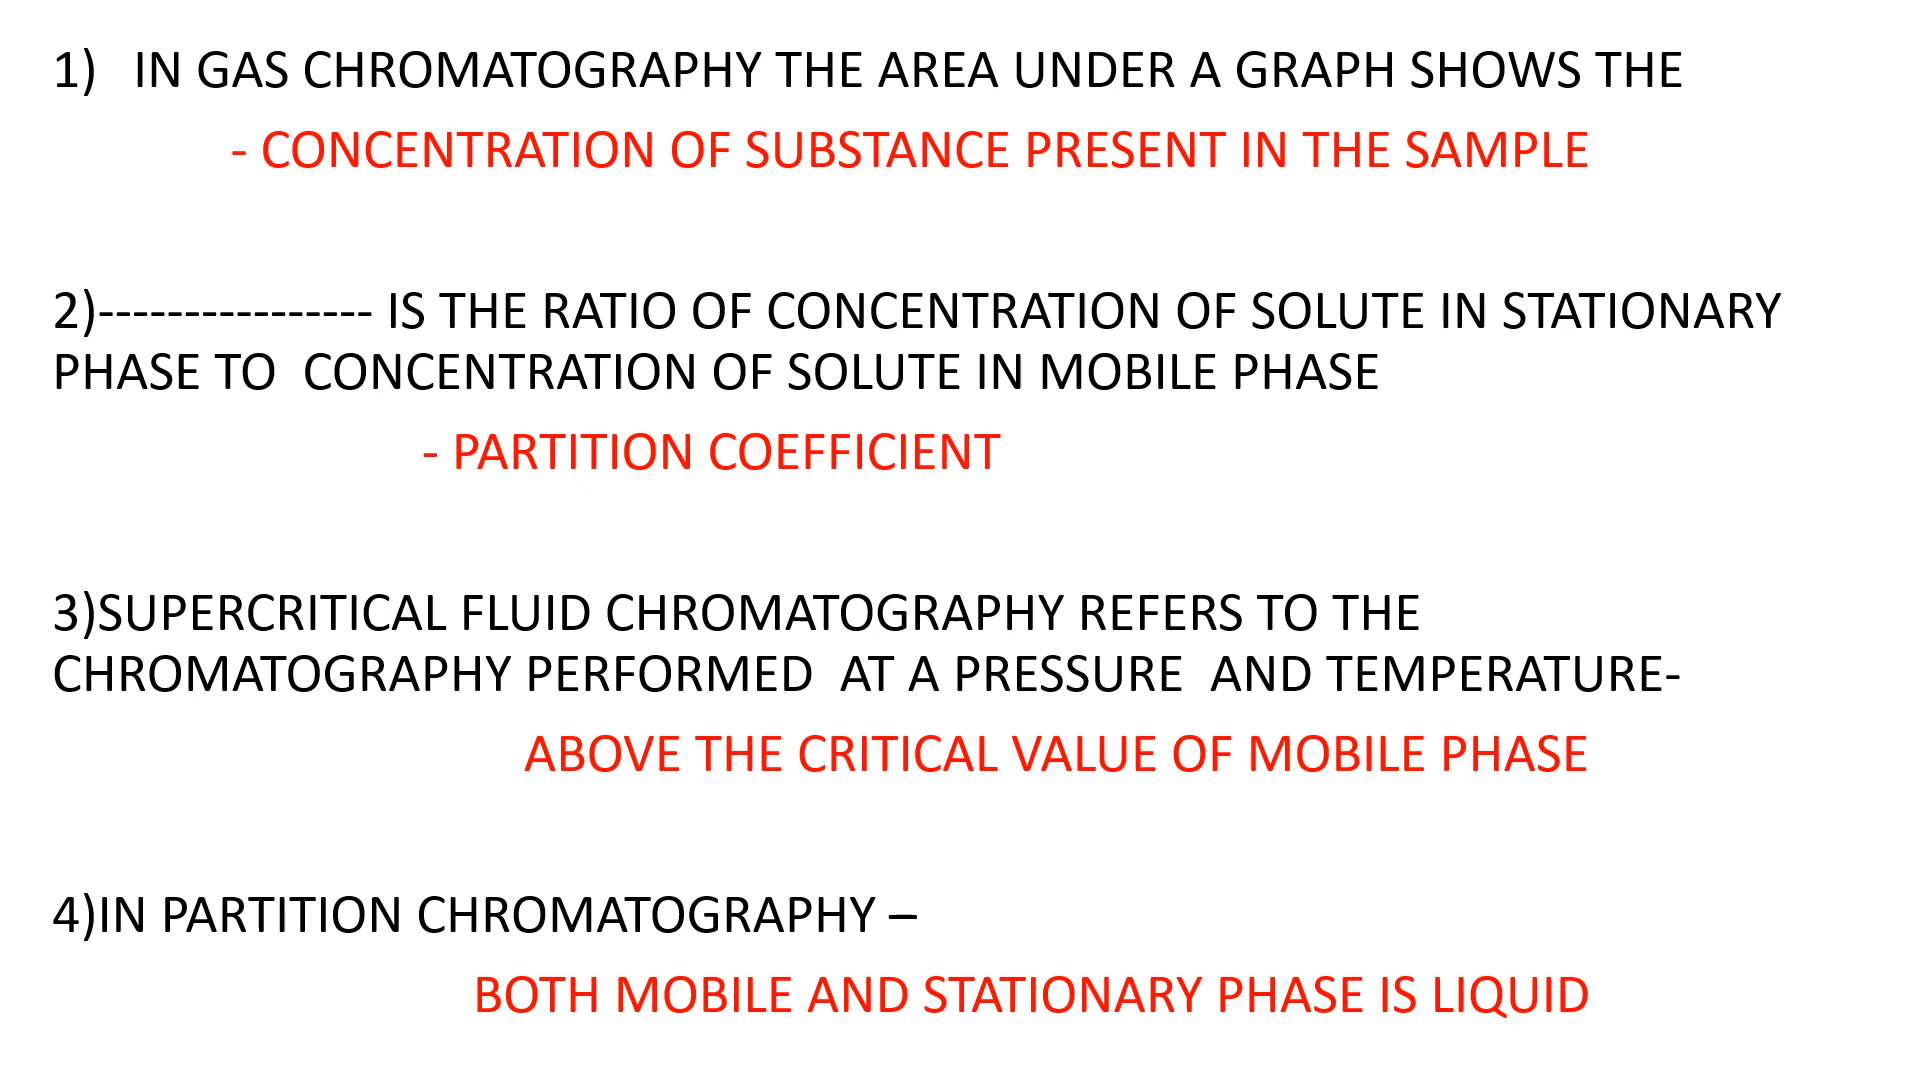 1) IN GAS CHROMATOGRAPHY THE AREA UNDER A GRAPH SHOWS THE
- CONCENTRATION OF SUBSTANCE PRESENT IN THE SAMPLE
2)---------------- IS THE RATIO OF CONCENTRATION OF SOLUTE IN STATIONARY
PHASE TO CONCENTRATION OF SOLUTE IN MOBILE PHASE
- PARTITION COEFFICIENT
3)SUPERCRITICAL FLUID CHROMATOGRAPHY REFERS TO THE
CHROMATOGRAPHY PERFORMED AT A PRESSURE AND TEMPERATURE-
ABOVE THE CRITICAL VALUE OF MOBILE PHASE
4)IN PARTITION CHROMATOGRAPHY –
BOTH MOBILE AND STATIONARY PHASE IS LIQUID